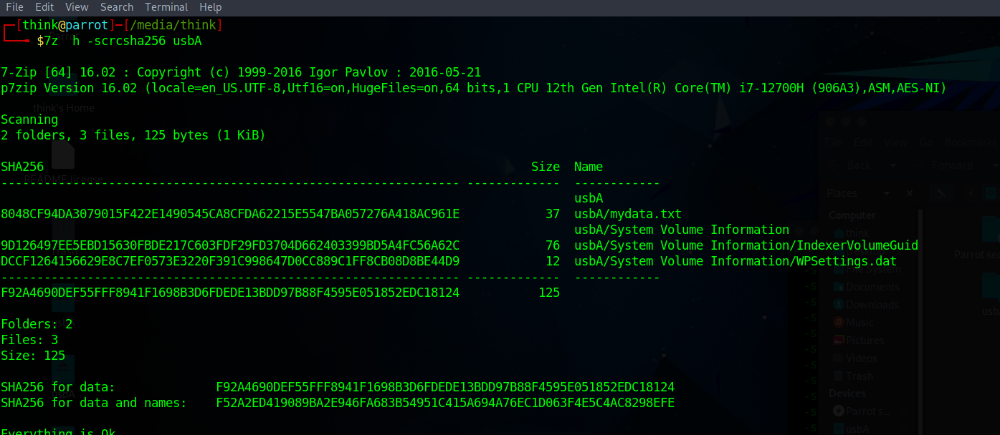 File Edit View Search Terminal Help
┌─[think@parrot]─[/media/think]
└──╼ $7z  h -scrcsha256 usbA
7-Zip [64] 16.02 : Copyright (c) 1999-2016 Igor Pavlov : 2016-05-21
p7zip Version 16.02 (locale=en_US.UTF-8,Utf16=on,HugeFiles=on,64 bits,1 CPU 12th Gen Intel(R) Core(TM) i7-12700H (906A3),ASM,AES-NI)
think's Home
Scanning
2 folders, 3 files, 125 bytes (1 KiB)
File Edit View Go Bookmarks
SHA256 Size Name
Back Forward
README license
---------------------------------------------------------------- ------------- ------------
usbA
Places
8048CF94DA3079015F422E1490545CA8CFDA62215E5547BA057276A418AC961E 37 usbA/mydata.txt
Computer
usbA/System Volume Information
think
9D126497EE5EBD15630FBDE217C603FDF29FD3704D662403399BD5A4FC56A62C 76 usbA/System Volume Information/IndexerVolumeGuid
DCCF1264156629E8C7EF0573E3220F391C998647D0CC889C1FF8CB08D8BE44D9 12 usbA/System Volume Information/WPSettings.dat
---------------------------------------------------------------- ------------- ------------
Documents
F92A4690DEF55FFF8941F1698B3D6FDEDE13BDD97B88F4595E051852EDC18124 125
Downloads
Folders: 2
Music
Files: 3
Pictures
Size: 125
Videos
Trash
SHA256 for data: F92A4690DEF55FFF8941F1698B3D6FDEDE13BDD97B88F4595E051852EDC18124
Devices
SHA256 for data and names: F52A2ED419089BA2E946FA683B54951C415A694A76EC1D063F4E5C4AC8298EFE
Parrot s...
usbA
Everything is Ok